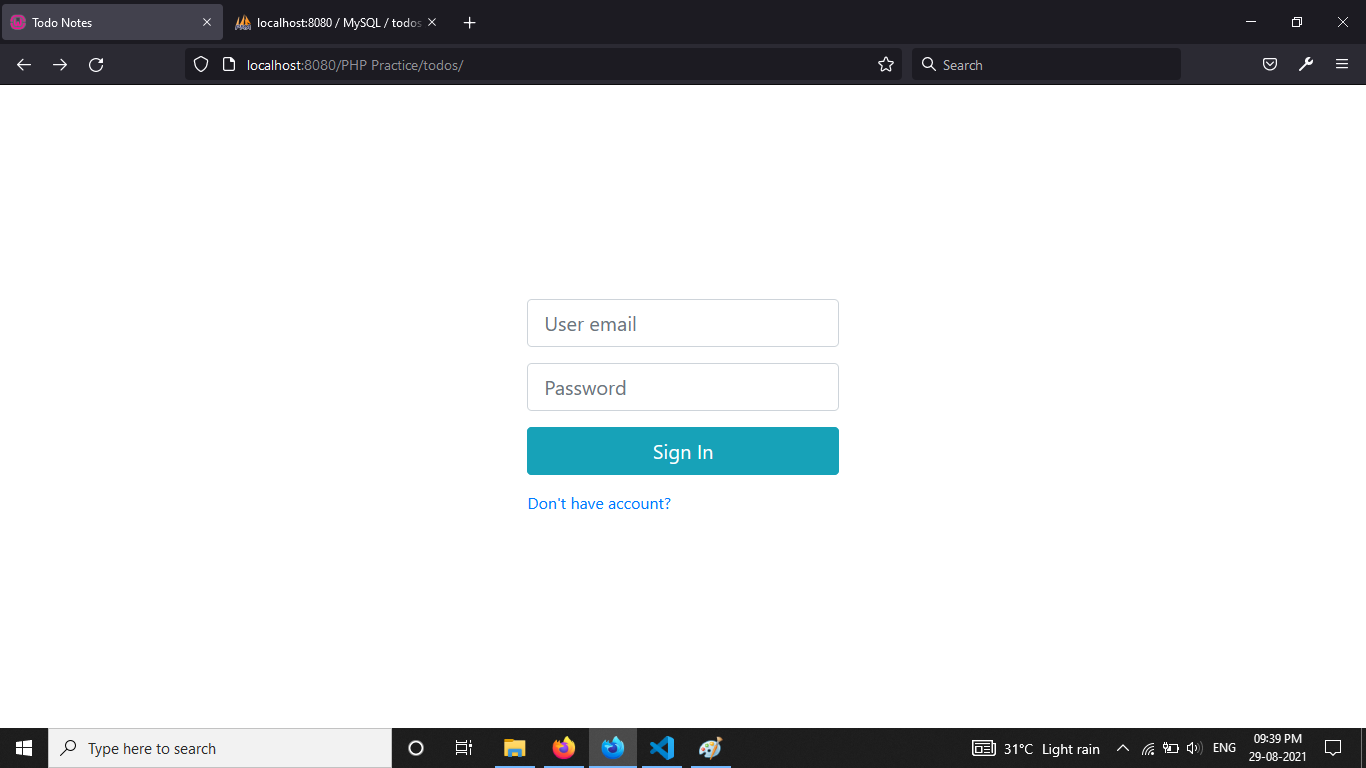 Todo Notes
localhost:8080 / MySQL / todos
localhost:8080/PHP Practice/todos/
Search
User email
Password
Sign In
Don't have account?
Type here to search
31°C Light rain
ENG
09:39 PM
29-08-2021